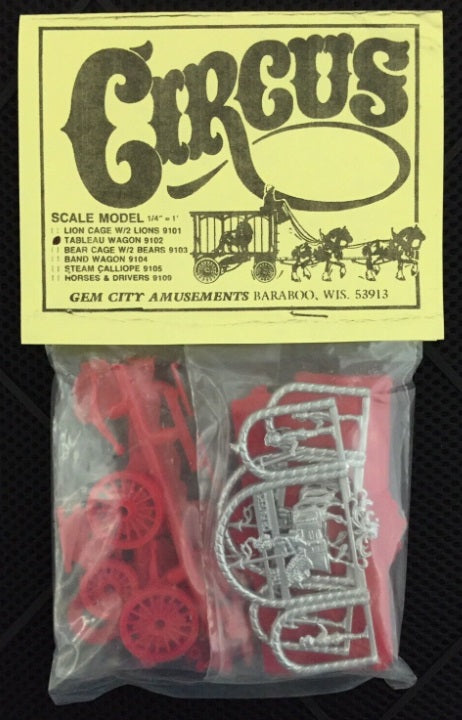 CIRCUS
SCALE MODEL 1/4" = 1'
LION CAGE W/2 LIONS 9101
TABLEAU WAGON 9102
BEAR CAGE W/2 BEARS 9103
BAND WAGON 9104
STEAM CALLIOPE 9105
HORSES & DRIVERS 9109
GEM CITY AMUSEMENTS BARABOO, WIS. 53913